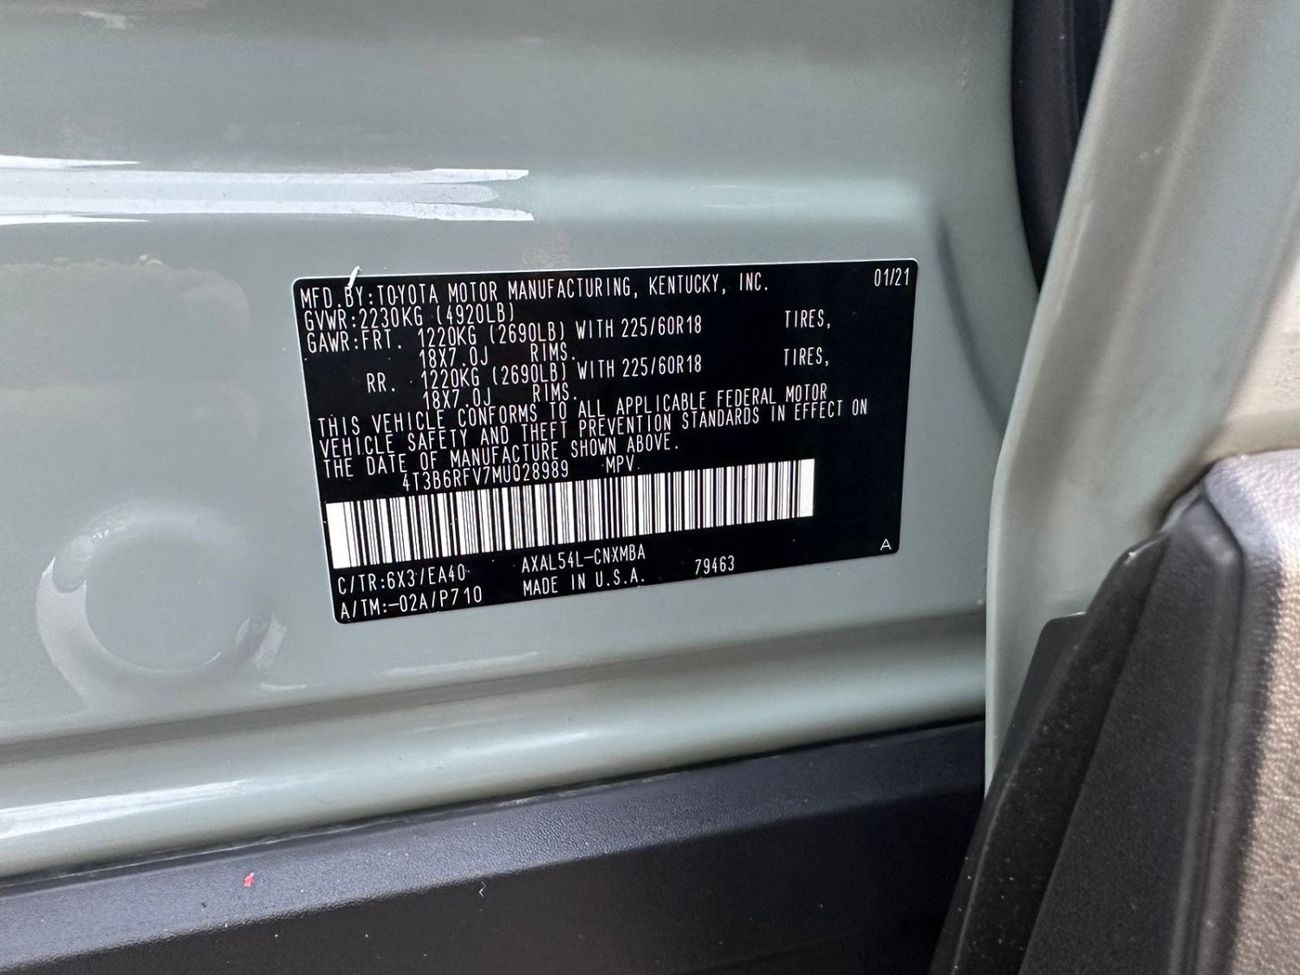 MFD.BY:TOYOTA MOTOR MANUFACTURING, KENTUCKY, INC. 01/21
GVWR:2230KG (4920LB)
GAWR:FRT. 1220KG (2690LB) WITH 225/60R18 TIRES,
18X7.0J RIMS.
RR. 1220KG (2690LB) WITH 225/60R18 TIRES,
18X7.0J RIMS.
THIS VEHICLE CONFORMS TO ALL APPLICABLE FEDERAL MOTOR
VEHICLE SAFETY AND THEFT PREVENTION STANDARDS IN EFFECT ON
THE DATE OF MANUFACTURE SHOWN ABOVE.
4T3B6RFV7MU028989 MPV
C/TR:6X3/EA40 AXAL54L-CNXMBA
A/TM:-02A/P710 MADE IN U.S.A. 79463 A